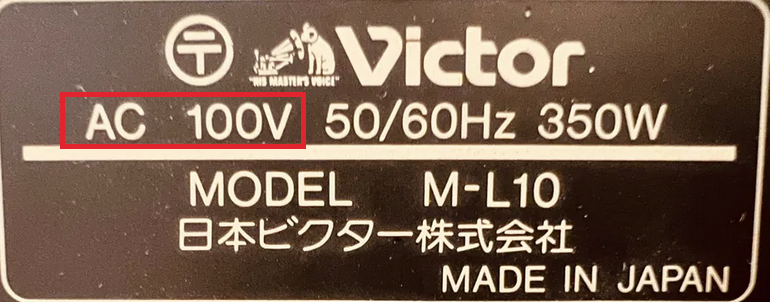 〒 "HIS MASTER'S VOICE" Victor
AC 100V 50/60Hz 350W
MODEL M-L10
日本ビクター株式会社
MADE IN JAPAN